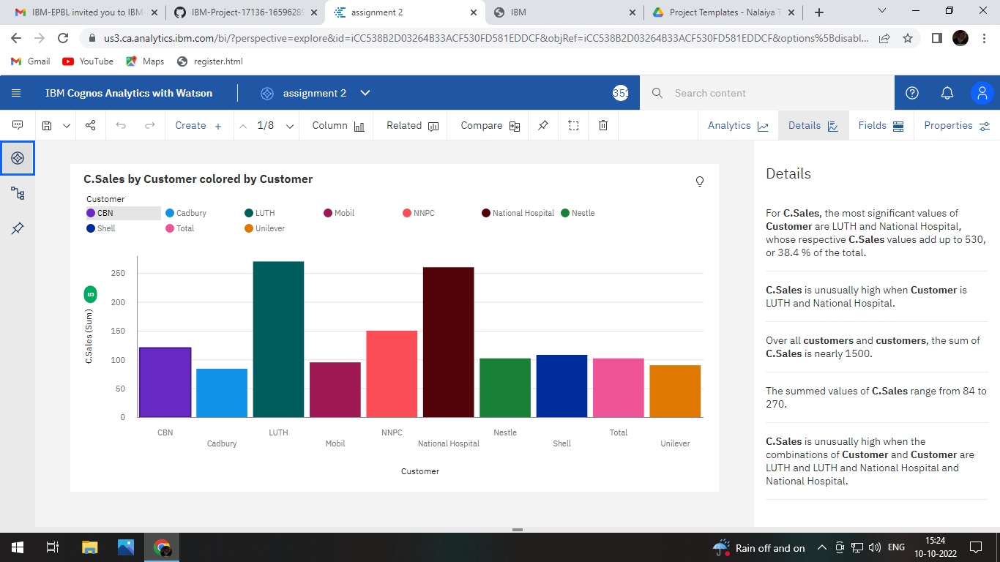 IBM-EPBL invited you to IBM
IBM-Project-17136-16596289
assignment 2
IBM
Project Templates - Nalaiya T
us3.ca.analytics.ibm.com/bi/?perspective=explore&id=iCC538B2D03264B33ACF530FD581EDDCF&objRef=iCC538B2D03264B33ACF530FD581EDDCF&options%5Bdisabl...
Gmail
YouTube
Maps
register.html
IBM Cognos Analytics with Watson
assignment 2
351
Search content
Create
1/8
Column
Related
Compare
Analytics
Details
Fields
Properties
C.Sales by Customer colored by Customer
Customer
CBN
Cadbury
LUTH
Mobil
NNPC
National Hospital
Nestle
Shell
Total
Unilever
C.Sales (Sum)
250
200
150
100
50
0
CBN
Cadbury
LUTH
Mobil
NNPC
National Hospital
Nestle
Shell
Total
Unilever
Customer
Details
For C.Sales, the most significant values of
Customer are LUTH and National Hospital,
whose respective C.Sales values add up to 530,
or 38.4 % of the total.
C.Sales is unusually high when Customer is
LUTH and National Hospital.
Over all customers and customers, the sum of
C.Sales is nearly 1500.
The summed values of C.Sales range from 84 to
270.
C.Sales is unusually high when the
combinations of Customer and Customer are
LUTH and LUTH and National Hospital and
National Hospital.
Rain off and on
ENG
15:24
10-10-2022